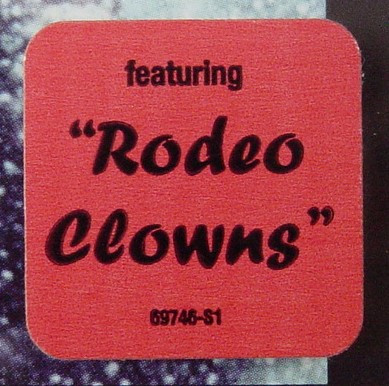 featuring
“Rodeo
Clowns”
69746-S1